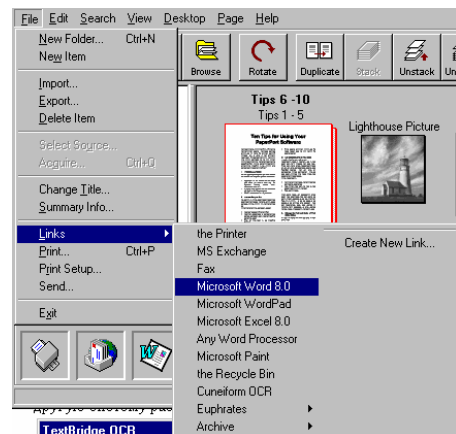 File Edit Search View Desktop Page Help
New Folder... Ctrl+N
New Item
Import...
Export...
Delete Item
Select Source...
Acquire... Ctrl+Q
Change Title...
Summary Info...
Links
Print... Ctrl+P
Print Setup...
Send...
Exit
Browse Rotate Duplicate Stack Unstack
Tips 6 -10
Tips 1 - 5
Ten Tips for Using Your
PaperPort Software
Lighthouse Picture
the Printer
MS Exchange
Fax
Microsoft Word 8.0
Microsoft WordPad
Microsoft Excel 8.0
Any Word Processor
Microsoft Paint
the Recycle Bin
Cuneiform OCR
Euphrates
Archive
Create New Link...
TextBridge OCR